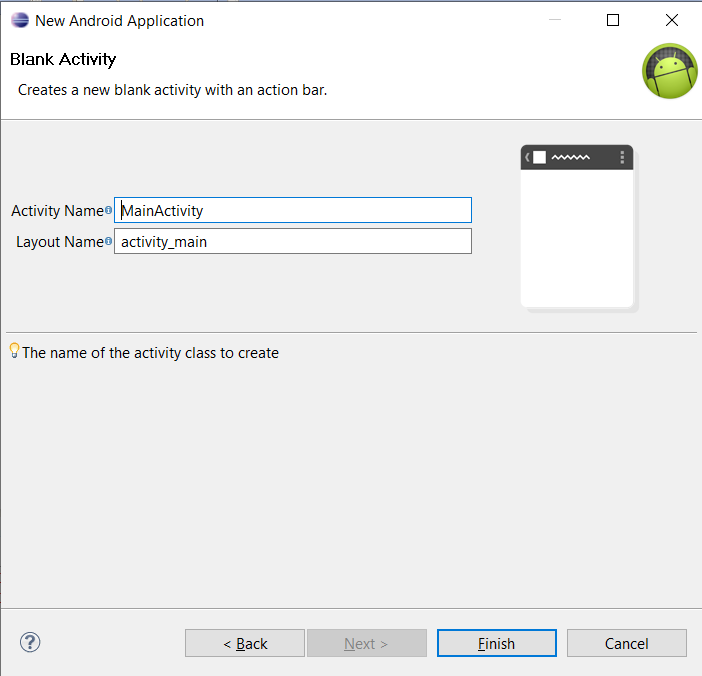 New Android Application
Blank Activity
Creates a new blank activity with an action bar.
Activity Name MainActivity
Layout Name activity_main
The name of the activity class to create
? < Back Next > Finish Cancel